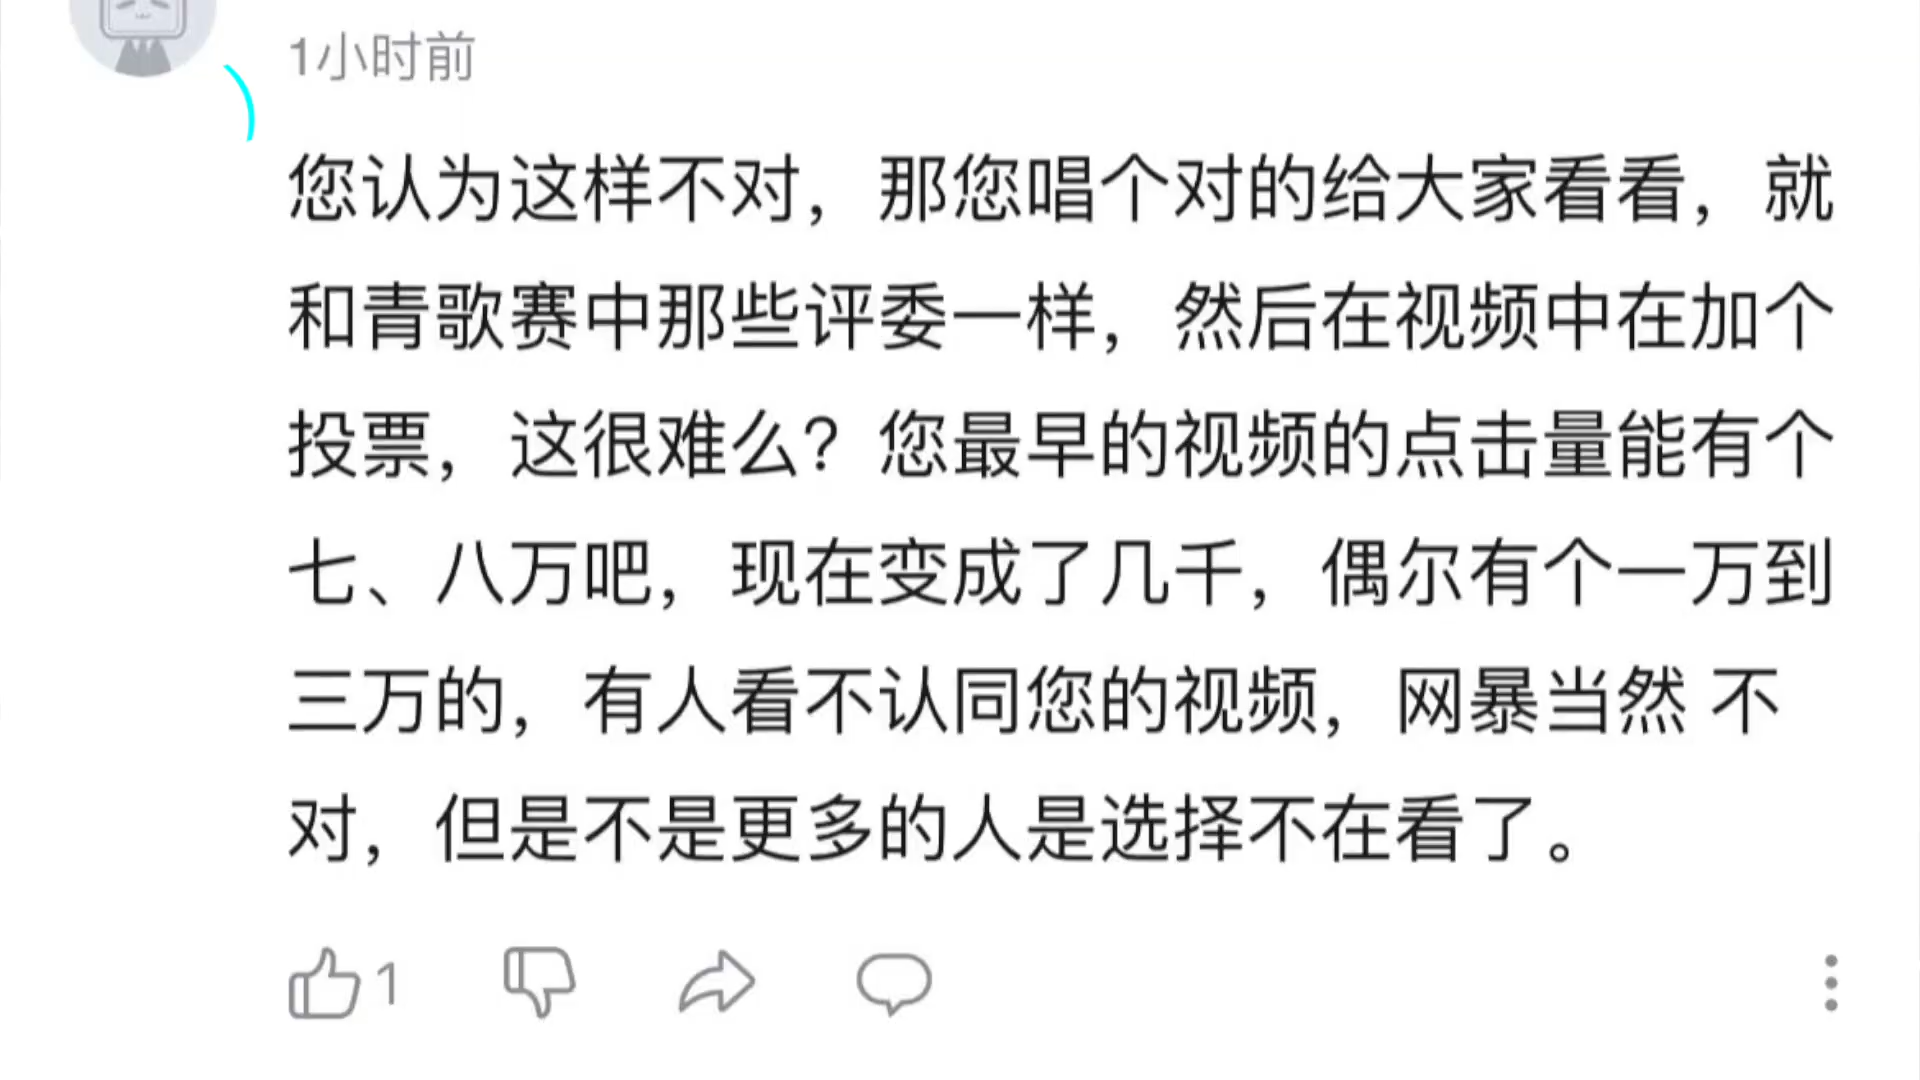 1小时前
您认为这样不对，那您唱个对的给大家看看，就
和青歌赛中那些评委一样，然后在视频中在加个
投票，这很难么？您最早的视频的点击量能有个
七、八万吧，现在变成了几千，偶尔有个一万到
三万的，有人看不认同您的视频，网暴当然 不
对，但是不是更多的人是选择不在看了。
1